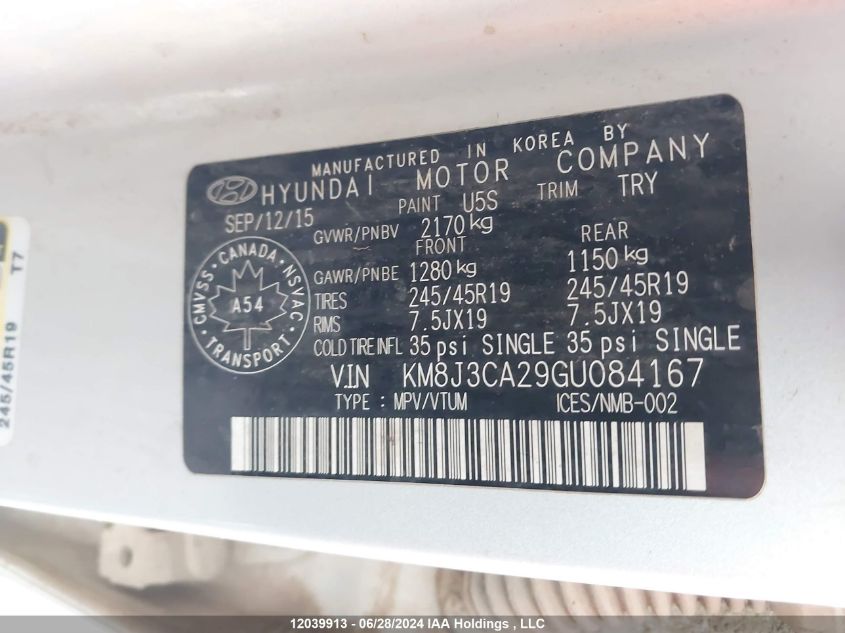 MANUFACTURED IN KOREA BY
HYUNDAI MOTOR COMPANY
SEP/12/15 PAINT U5S TRIM TRY
GVWR/PNBV 2170 kg
FRONT REAR
GAWR/PNBE 1280 kg 1150 kg
TIRES 245/45R19 245/45R19
RIMS 7.5JX19 7.5JX19
COLD TIRE INFL 35 psi SINGLE 35 psi SINGLE
VIN KM8J3CA29GU084167
TYPE : MPV/VTUM ICES/NMB-002
CMVSS · CANADA · NSVAC
A54
TRANSPORT
245/45R19 T7
12039913 - 06/28/2024 IAA Holdings, LLC